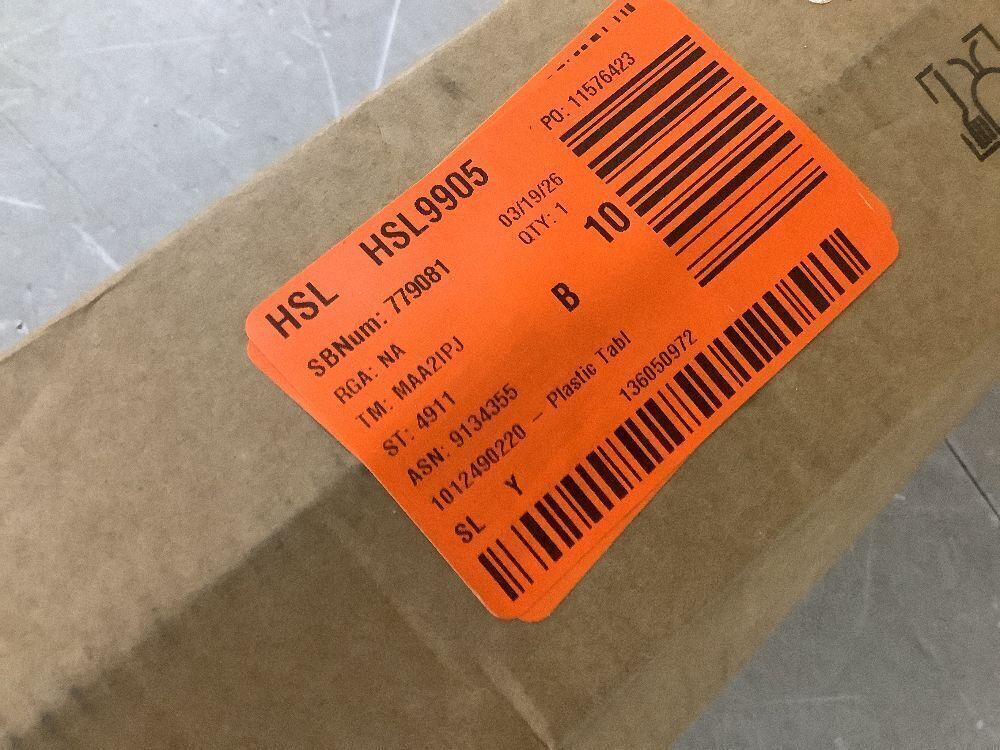 HSL HSL9905
PO: 11576423
SBNum: 779081 03/19/26
RGA: NA QTY: 1
TM: MAA2IPJ 10
ST: 4911 B
ASN: 9134355
1012490220 – Plastic Tabl
SL Y 136050972